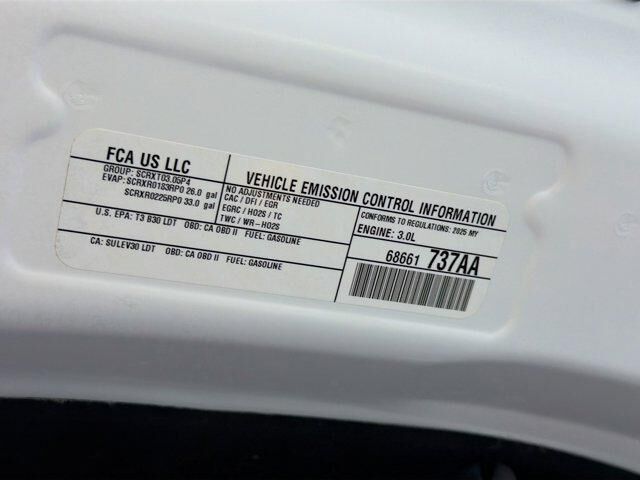 FCA US LLC
GROUP: SCRXT03.05P4
EVAP: SCRXR0183RP0 26.0 gal
SCRXR0225RP0 33.0 gal
VEHICLE EMISSION CONTROL INFORMATION
NO ADJUSTMENTS NEEDED
CAC / DFI / EGR
EGRC / HO2S / TC
TWC / WR-HO2S
CONFORMS TO REGULATIONS: 2025 MY
ENGINE: 3.0L
U.S. EPA: T3 B30 LDT OBD: CA OBD II FUEL: GASOLINE
CA: SULEV30 LDT OBD: CA OBD II FUEL: GASOLINE
68661 737AA